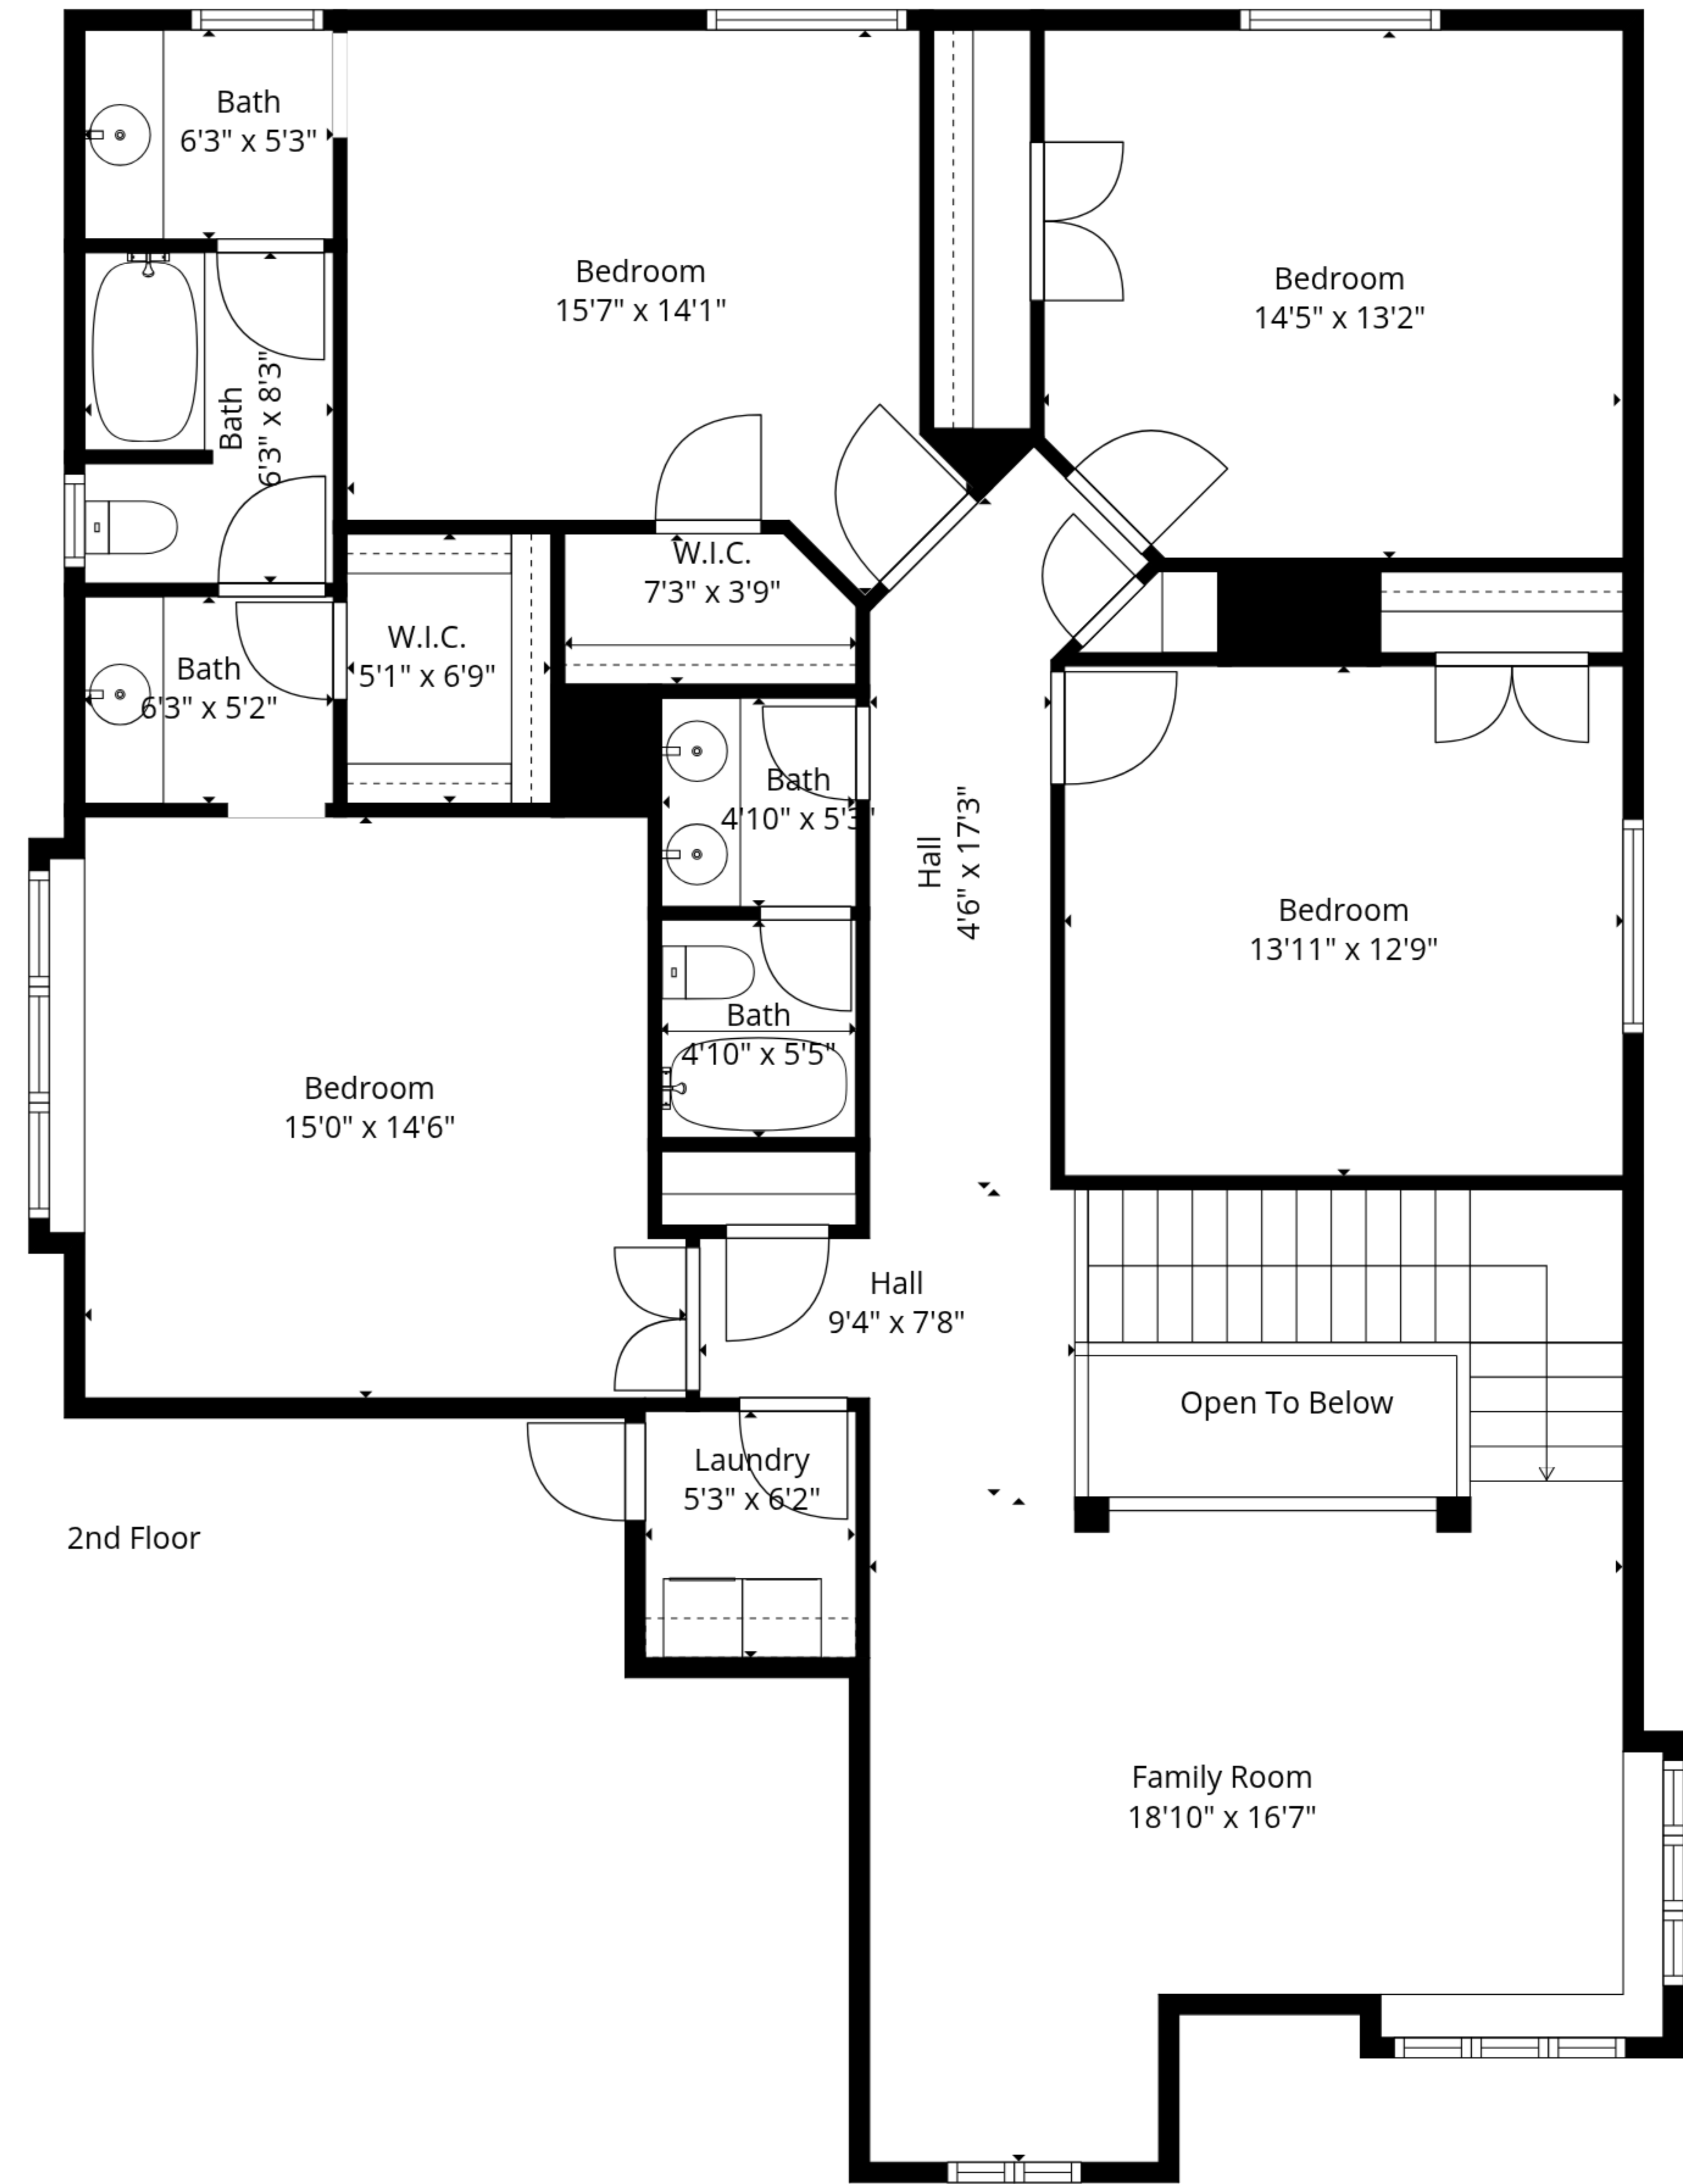 Bath
6'3" x 5'3"
Bedroom
15'7" x 14'1"
Bedroom
14'5" x 13'2"
Bath
6'3" x 8'3"
W.I.C.
7'3" x 3'9"
W.I.C.
5'1" x 6'9"
Bath
6'3" x 5'2"
Bath
4'10" x 5'3"
Hall
4'6" x 17'3"
Bedroom
13'11" x 12'9"
Bath
4'10" x 5'5"
Bedroom
15'0" x 14'6"
Hall
9'4" x 7'8"
Open To Below
Laundry
5'3" x 6'2"
2nd Floor
Family Room
18'10" x 16'7"